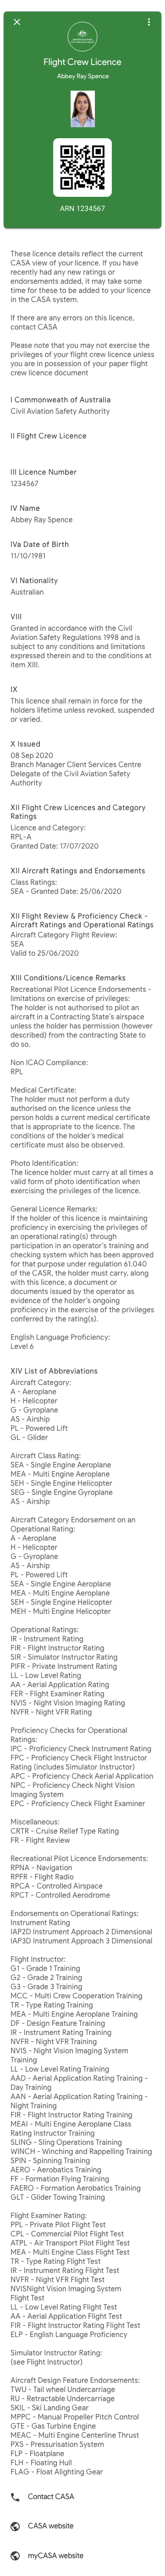 Flight Crew Licence
Abbey Ray Spence
ARN 1234567
These licence details reflect the current
CASA view of your licence. If you have
recently had any new ratings or
endorsements added, it may take some
time for these to be added to your licence
in the CASA system.
If there are any errors on this licence,
contact CASA
Please note that you may not exercise the
privileges of your flight crew licence unless
you are in possession of your paper flight
crew licence document
I Commonwealth of Australia
Civil Aviation Safety Authority
II Flight Crew Licence
III Licence Number
1234567
IV Name
Abbey Ray Spence
IVa Date of Birth
11/10/1981
VI Nationality
Australian
VIII
Granted in accordance with the Civil
Aviation Safety Regulations 1998 and is
subject to any conditions and limitations
expressed therein and to the conditions at
item XIII.
IX
This licence shall remain in force for the
holders lifetime unless revoked, suspended
or varied.
X Issued
08 Sep 2020
Branch Manager Client Services Centre
Delegate of the Civil Aviation Safety
Authority
XII Flight Crew Licences and Category
Ratings
Licence and Category:
RPL-A
Granted Date: 17/07/2020
XII Aircraft Ratings and Endorsements
Class Ratings:
SEA - Granted Date: 25/06/2020
XII Flight Review & Proficiency Check -
Aircraft Ratings and Operational Ratings
Aircraft Category Flight Review:
SEA
Valid to 25/06/2020
XIII Conditions/Licence Remarks
Recreational Pilot Licence Endorsements -
limitations on exercise of privileges:
The holder is not authorised to pilot an
aircraft in a Contracting State's airspace
unless the holder has permission (however
described) from the contracting State to
do so.
Non ICAO Compliance:
RPL
Medical Certificate:
The holder must not perform a duty
authorised on the licence unless the
person holds a current medical certificate
that is appropriate to the licence. The
conditions of the holder's medical
certificate must also be observed.
Photo Identification:
The licence holder must carry at all times a
valid form of photo identification when
exercising the privileges of the licence.
General Licence Remarks:
If the holder of this licence is maintaining
proficiency in exercising the privileges of
an operational rating(s) through
participation in an operator's training and
checking system which has been approved
for that purpose under regulation 61.040
of the CASR, the holder must carry, along
with this licence, a document or
documents issued by the operator as
evidence of the holder's ongoing
proficiency in the exercise of the privileges
conferred by the rating(s).
English Language Proficiency:
Level 6
XIV List of Abbreviations
Aircraft Category:
A - Aeroplane
H - Helicopter
G - Gyroplane
AS - Airship
PL - Powered Lift
GL - Glider
Aircraft Class Rating:
SEA - Single Engine Aeroplane
MEA - Multi Engine Aeroplane
SEH - Single Engine Helicopter
SEG - Single Engine Gyroplane
AS - Airship
Aircraft Category Endorsement on an
Operational Rating:
A - Aeroplane
H - Helicopter
G - Gyroplane
AS - Airship
PL - Powered Lift
SEA - Single Engine Aeroplane
MEA - Multi Engine Aeroplane
SEH - Single Engine Helicopter
MEH - Multi Engine Helicopter
Operational Ratings:
IR - Instrument Rating
FIR - Flight Instructor Rating
SIR - Simulator Instructor Rating
PIFR - Private Instrument Rating
LL - Low Level Rating
AA - Aerial Application Rating
FER - Flight Examiner Rating
NVIS - Night Vision Imaging Rating
NVFR - Night VFR Rating
Proficiency Checks for Operational
Ratings:
IPC - Proficiency Check Instrument Rating
FPC - Proficiency Check Flight Instructor
Rating (includes Simulator Instructor)
APC - Proficiency Check Aerial Application
NPC - Proficiency Check Night Vision
Imaging System
EPC - Proficiency Check Flight Examiner
Miscellaneous:
CRTR - Cruise Relief Type Rating
FR - Flight Review
Recreational Pilot Licence Endorsements:
RPNA - Navigation
RPFR - Flight Radio
RPCA - Controlled Airspace
RPCT - Controlled Aerodrome
Endorsements on Operational Ratings:
Instrument Rating
IAP2D Instrument Approach 2 Dimensional
IAP3D Instrument Approach 3 Dimensional
Flight Instructor:
G1 - Grade 1 Training
G2 - Grade 2 Training
G3 - Grade 3 Training
MCC - Multi Crew Cooperation Training
TR - Type Rating Training
MEA - Multi Engine Aeroplane Training
DF - Design Feature Training
IR - Instrument Rating Training
NVFR - Night VFR Training
NVIS - Night Vision Imaging System
Training
LL - Low Level Rating Training
AAD - Aerial Application Rating Training -
Day Training
AAN - Aerial Application Rating Training -
Night Training
FIR - Flight Instructor Rating Training
MEAI - Multi Engine Aeroplane Class
Rating Instructor Training
SLING - Sling Operations Training
WINCH - Winching and Rappelling Training
SPIN - Spinning Training
AERO - Aerobatics Training
FF - Formation Flying Training
FAERO - Formation Aerobatics Training
GLT - Gilder Towing Training
Flight Examiner Rating:
PPL - Private Pilot Flight Test
CPL - Commercial Pilot Flight Test
ATPL - Air Transport Pilot Flight Test
MEA - Multi Engine Class Flight Test
TR - Type Rating Flight Test
IR - Instrument Rating Flight Test
NVFR - Night VFR Flight Test
NVISNight Vision Imaging System
Flight Test
LL - Low Level Rating Flight Test
AA - Aerial Application Flight Test
FIR - Flight Instructor Rating Flight Test
ELP - English Language Proficiency
Simulator Instructor Rating:
(see Flight Instructor)
Aircraft Design Feature Endorsements:
TWU - Tail wheel Undercarriage
RU - Retractable Undercarriage
SKIL - Ski Landing Gear
MPPC - Manual Propeller Pitch Control
GTE - Gas Turbine Engine
MEAC - Multi Engine Centerline Thrust
PXS - Pressurisation System
FLP - Floatplane
FLH - Floating Hull
FLAG - Float Alighting Gear
Contact CASA
CASA website
myCASA website